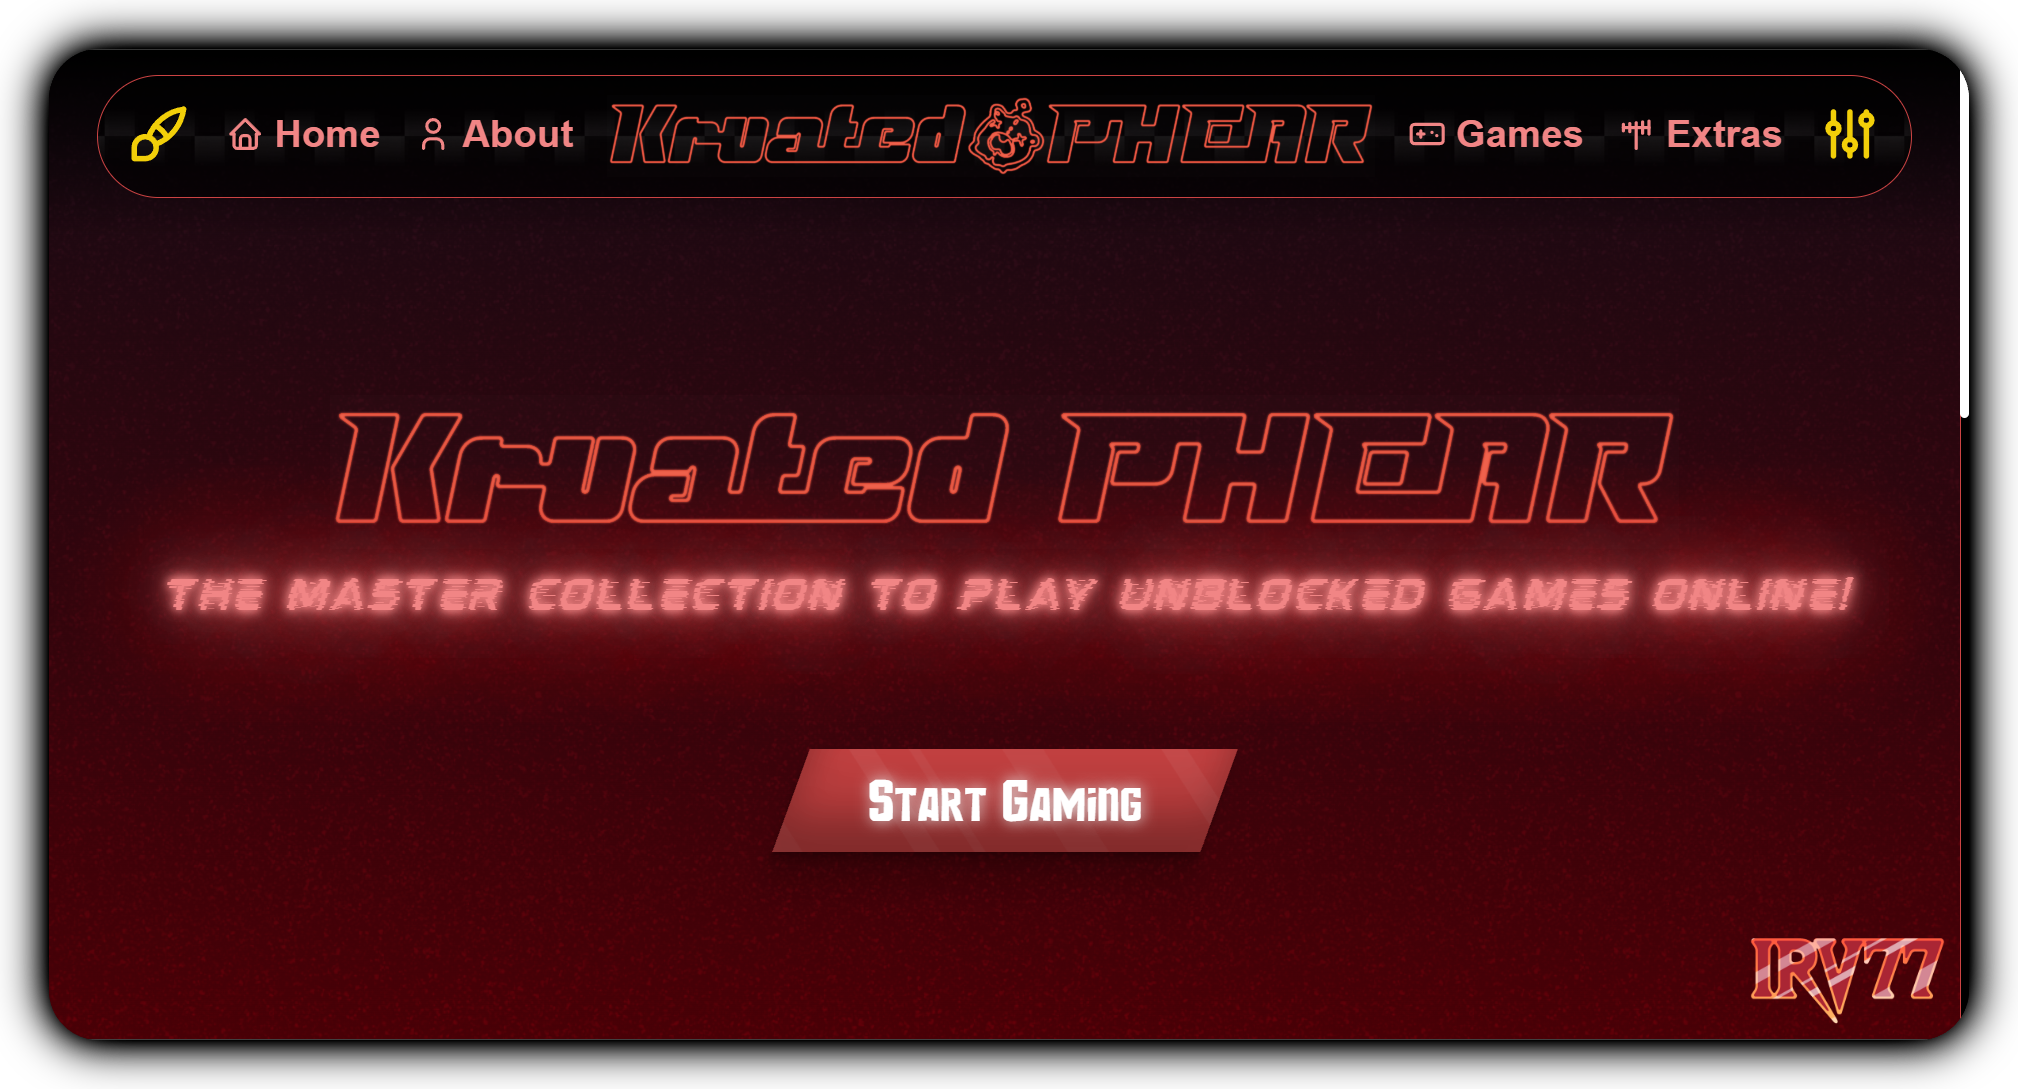 Home
About
Kruated PHEAR
Games
Extras
Kruated PHEAR
THE MASTER COLLECTION TO PLAY UNBLOCKED GAMES ONLINE!
Start Gaming
IRV77